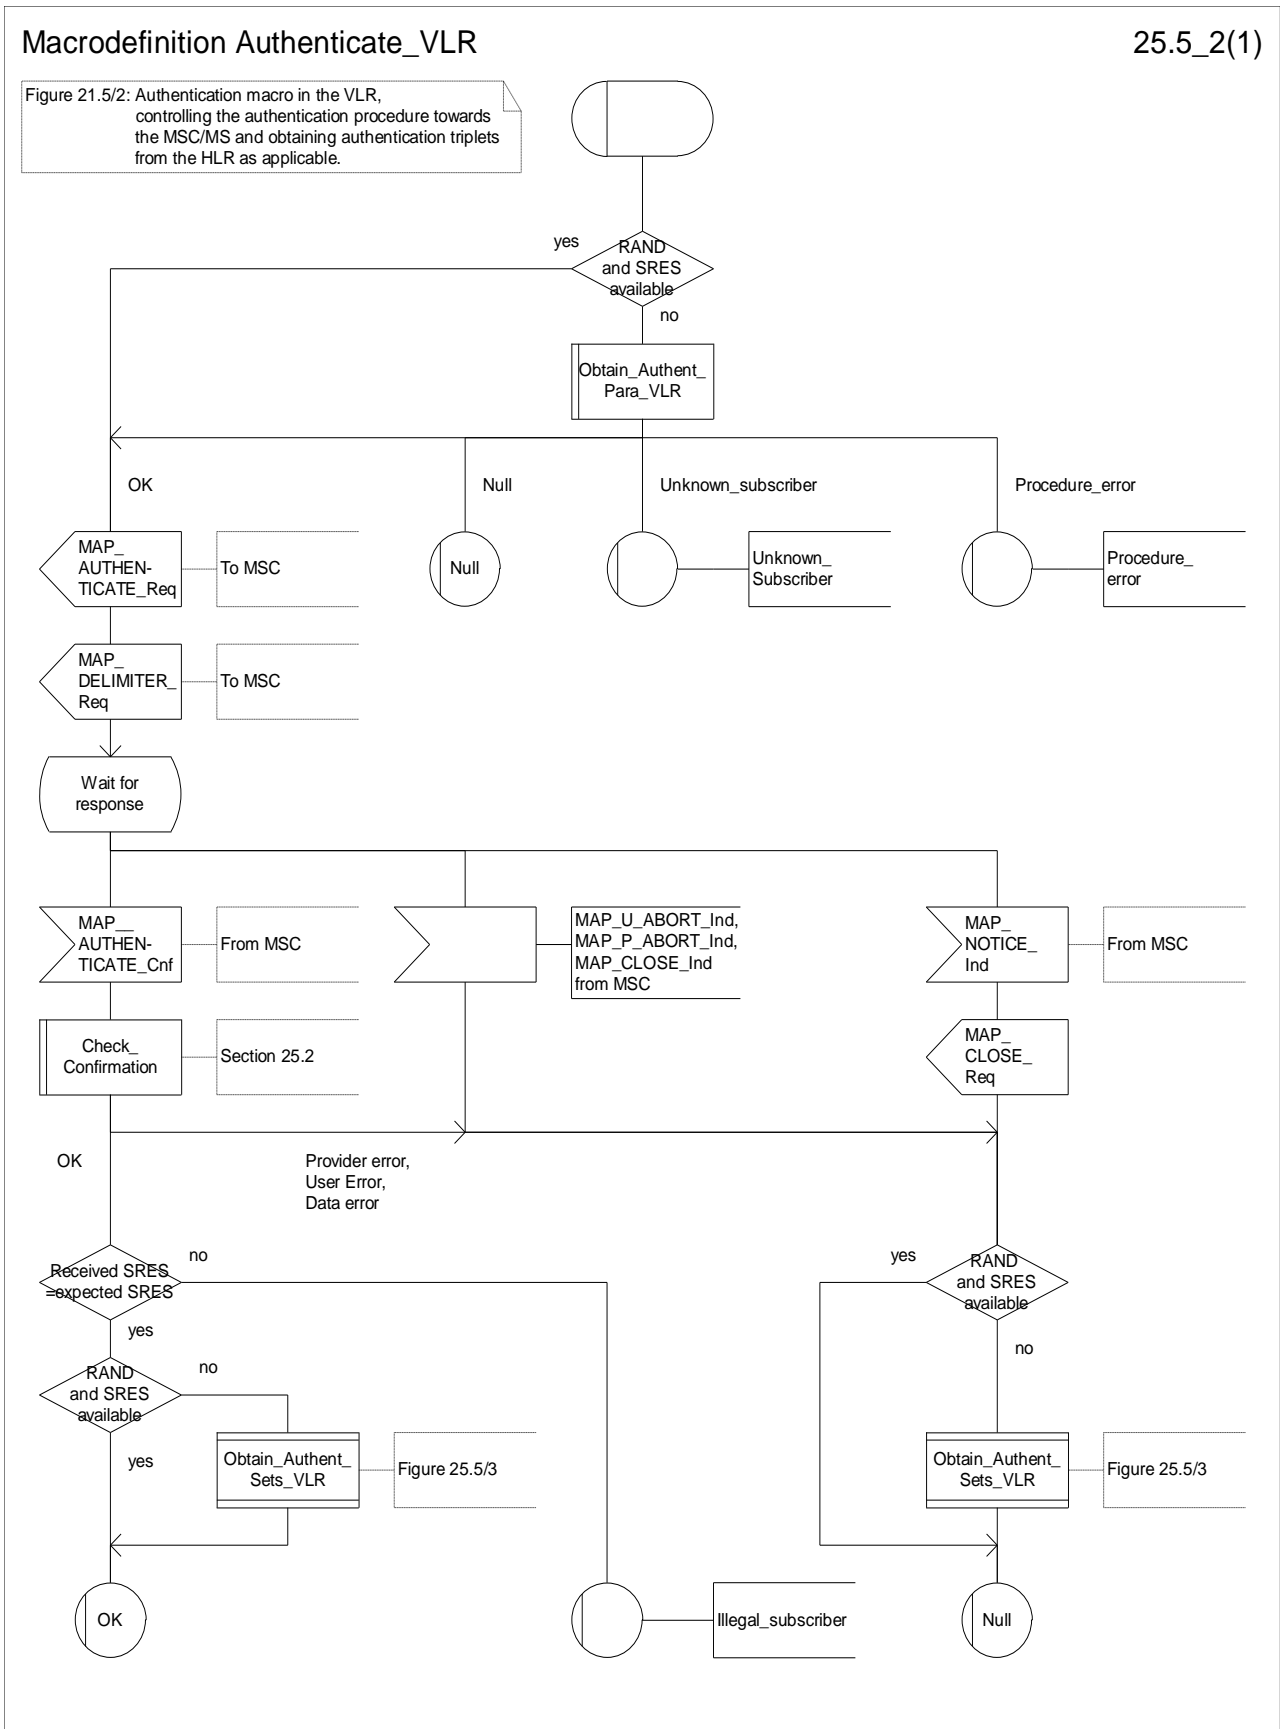 Macrodefinition Authenticate_VLR
25.5_2(1)
Figure 21.5/2: Authentication macro in the VLR,
controlling the authentication procedure towards
the MSC/MS and obtaining authentication triplets
from the HLR as applicable.
yes
RAND
and SRES
available
no
Obtain_Authent_
Para_VLR
OK
Null
Unknown_subscriber
Procedure_error
MAP_
AUTHEN-
TICATE_Req
To MSC
Null
Unknown_
Subscriber
Procedure_
error
MAP_
DELIMITER_
Req
To MSC
Wait for
response
MAP__
AUTHEN-
TICATE_Cnf
From MSC
MAP_U_ABORT_Ind,
MAP_P_ABORT_Ind,
MAP_CLOSE_Ind
from MSC
MAP_
NOTICE_
Ind
From MSC
Check_
Confirmation
Section 25.2
MAP_
CLOSE_
Req
OK
Provider error,
User Error,
Data error
Received SRES
=expected SRES
no
yes
yes
RAND
and SRES
available
no
RAND
and SRES
available
no
yes
Obtain_Authent_
Sets_VLR
Figure 25.5/3
Obtain_Authent_
Sets_VLR
Figure 25.5/3
OK
Illegal_subscriber
Null